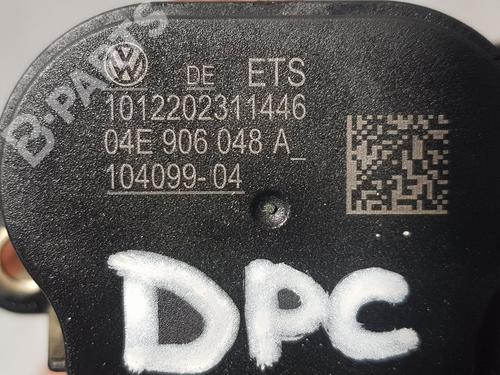 B-PARTS
DE ETS
1012202311446
04E 906 048 A_
104099-04
DPC